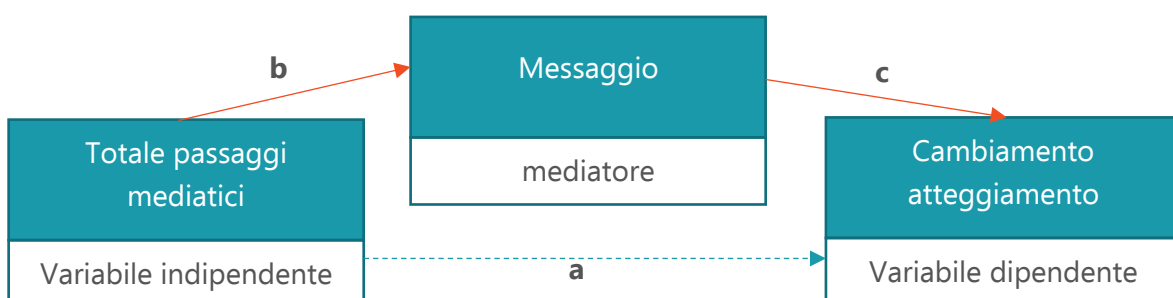 b
Messaggio
mediatore
c
Totale passaggi
mediatici
Variabile indipendente
a
Cambiamento
atteggiamento
Variabile dipendente